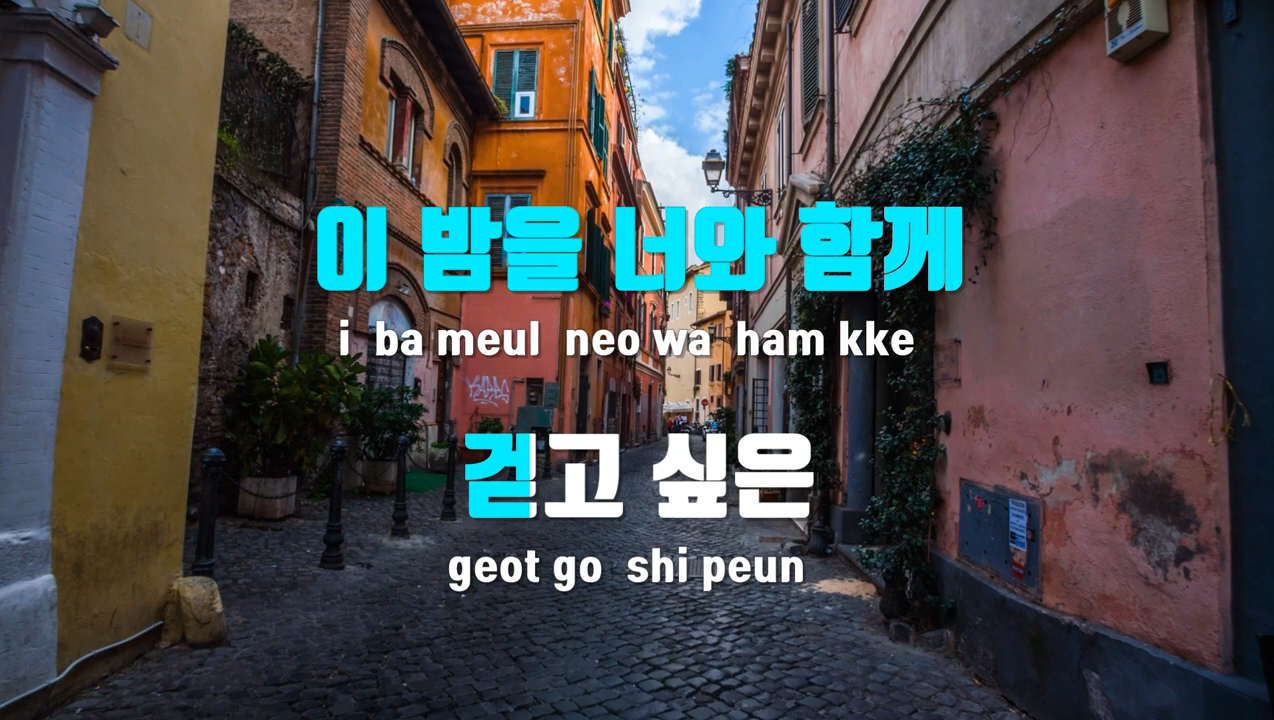 이 밤을 너와 함께
i ba meul neo wa ham kke
걷고 싶은
geot go shi peun